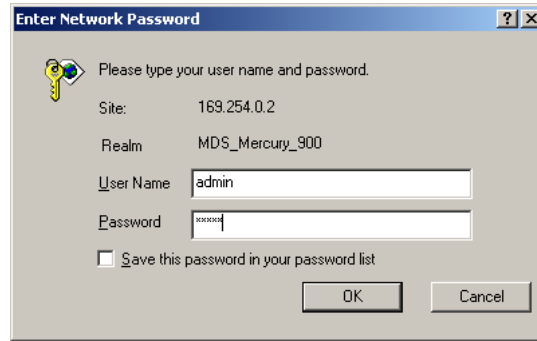 Enter Network Password
Please type your user name and password.
Site: 169.254.0.2
Realm MDS_Mercury_900
User Name admin
Password *****
Save this password in your password list
OK Cancel